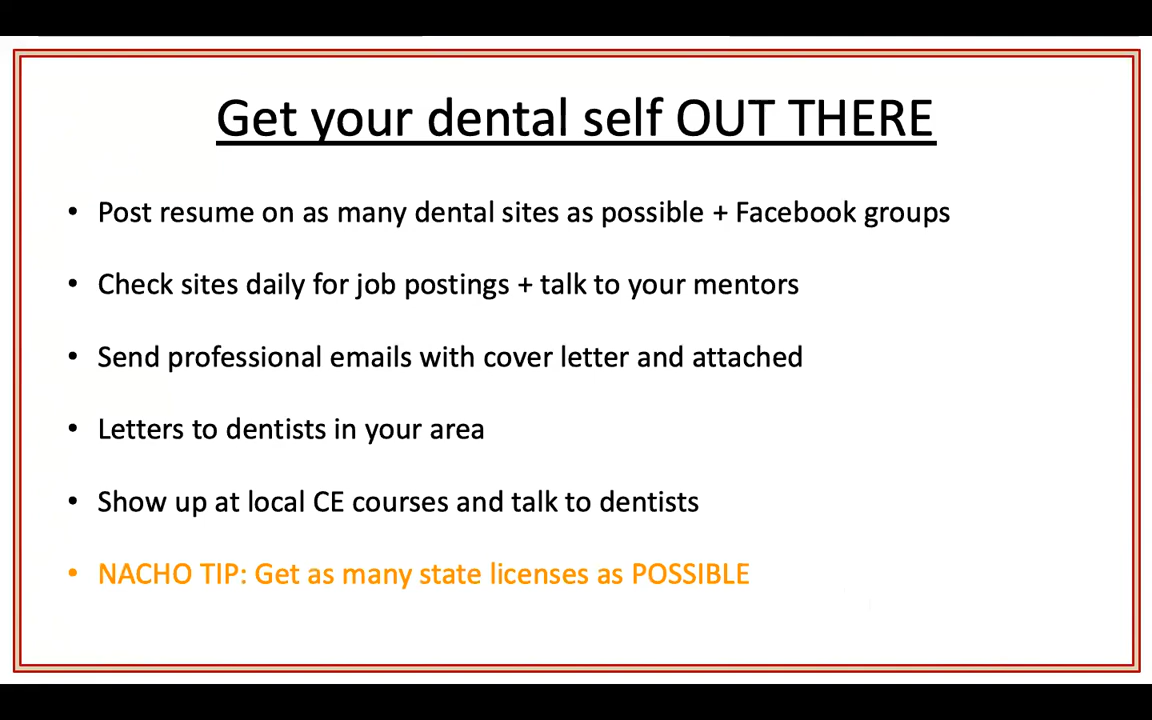 Get your dental self OUT THERE
• Post resume on as many dental sites as possible + Facebook groups
• Check sites daily for job postings + talk to your mentors
• Send professional emails with cover letter and attached
• Letters to dentists in your area
• Show up at local CE courses and talk to dentists
• NACHO TIP: Get as many state licenses as POSSIBLE